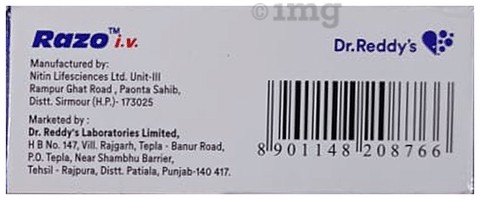 1mg
Razo™ i.v.
Dr.Reddy's
Manufactured by:
Nitin Lifesciences Ltd. Unit-III
Rampur Ghat Road , Paonta Sahib,
Distt. Sirmour (H.P.)- 173025
Marketed by :
Dr. Reddy's Laboratories Limited,
H B No. 147, Vill. Rajgarh, Tepla - Banur Road,
P.O. Tepla, Near Shambhu Barrier,
Tehsil - Rajpura, Distt. Patiala, Punjab-140 417.
8 901148 208766